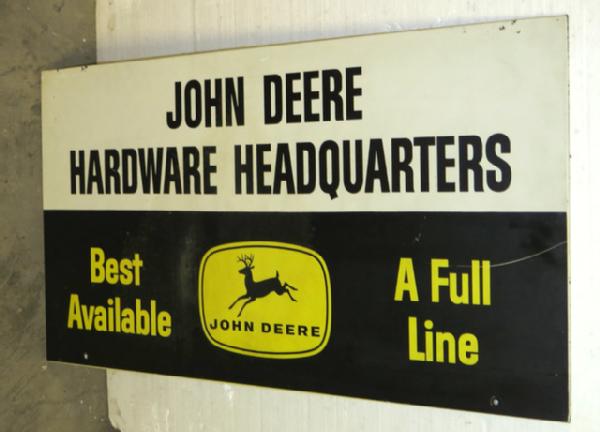 JOHN DEERE
HARDWARE HEADQUARTERS
Best
Available
JOHN DEERE
A Full
Line